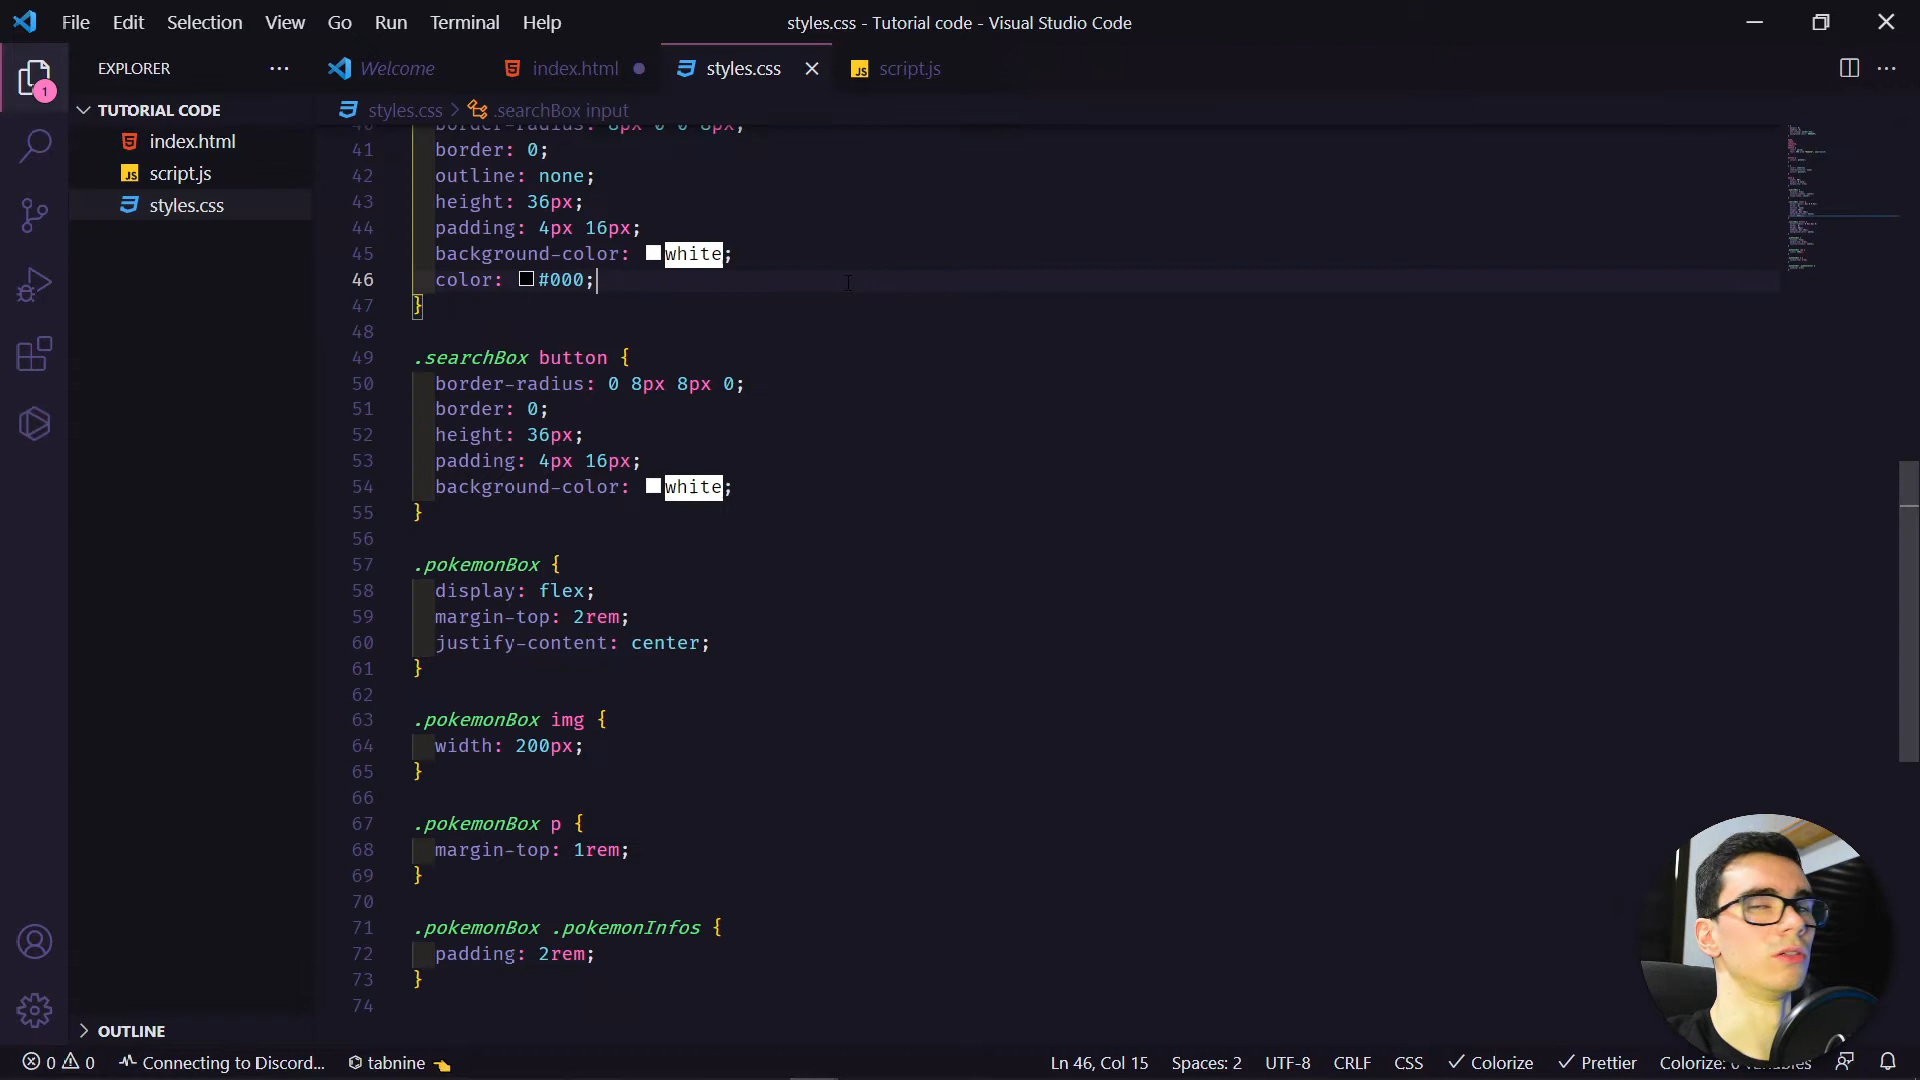 File Edit Selection View Go Run Terminal Help
styles.css - Tutorial code - Visual Studio Code
EXPLORER
Welcome
index.html
styles.css
script.js
TUTORIAL CODE
index.html
script.js
styles.css
1
styles.css > .searchBox input
border-radius: 8px 0 0 8px;
41 border: 0;
42 outline: none;
43 height: 36px;
44 padding: 4px 16px;
45 background-color: white;
46 color: #000;
47 }
48
49 .searchBox button {
50 border-radius: 0 8px 8px 0;
51 border: 0;
52 height: 36px;
53 padding: 4px 16px;
54 background-color: white;
55 }
56
57 .pokemonBox {
58 display: flex;
59 margin-top: 2rem;
60 justify-content: center;
61 }
62
63 .pokemonBox img {
64 width: 200px;
65 }
66
67 .pokemonBox p {
68 margin-top: 1rem;
69 }
70
71 .pokemonBox .pokemonInfos {
72 padding: 2rem;
73 }
74
OUTLINE
0 0 Connecting to Discord... tabnine
Ln 46, Col 15 Spaces: 2 UTF-8 CRLF CSS Colorize Prettier Colorize: 0 variables